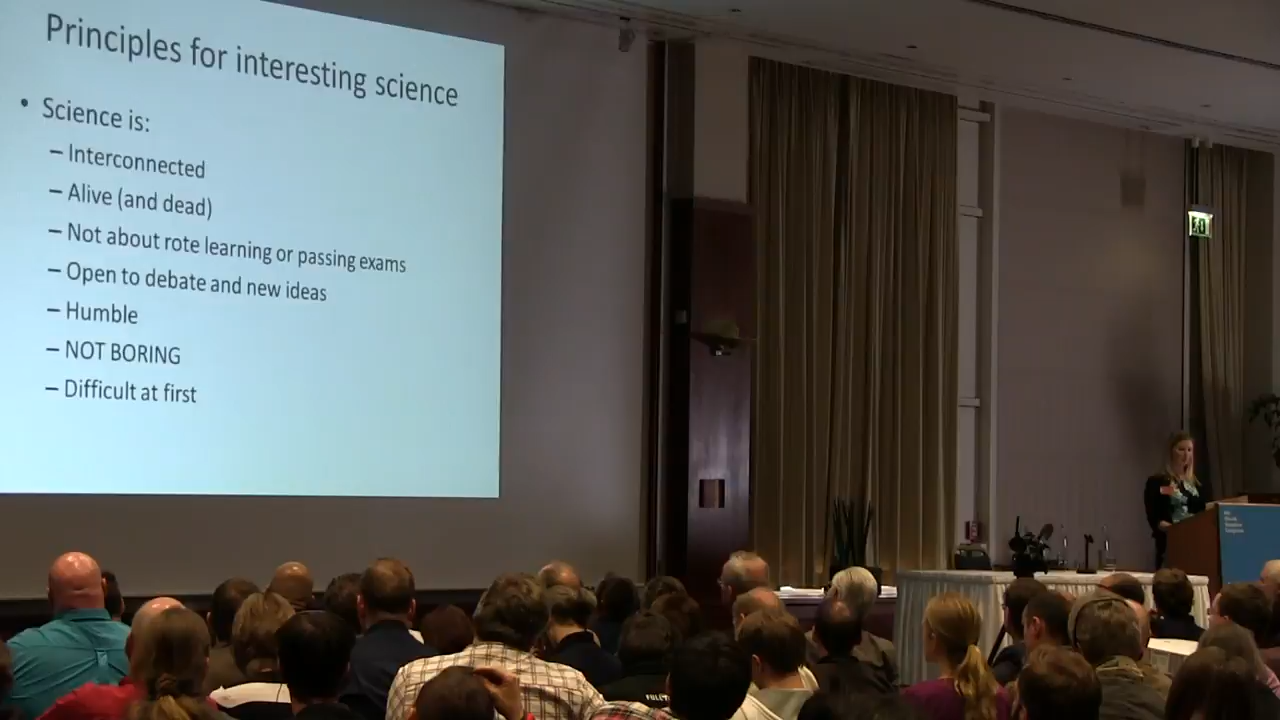 Principles for interesting science
• Science is:
– Interconnected
– Alive (and dead)
– Not about rote learning or passing exams
– Open to debate and new ideas
– Humble
– NOT BORING
– Difficult at first